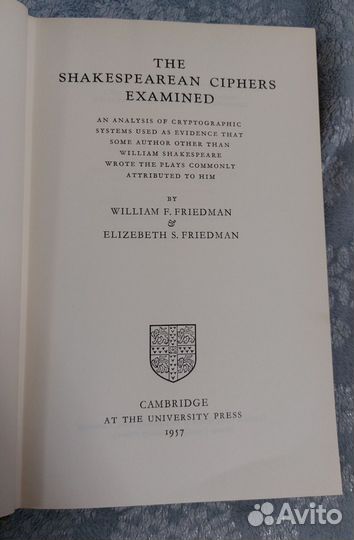 THE
SHAKESPEAREAN CIPHERS
EXAMINED
AN ANALYSIS OF CRYPTOGRAPHIC
SYSTEMS USED AS EVIDENCE THAT
SOME AUTHOR OTHER THAN
WILLIAM SHAKESPEARE
WROTE THE PLAYS COMMONLY
ATTRIBUTED TO HIM
BY
WILLIAM F. FRIEDMAN
&
ELIZEBETH S. FRIEDMAN
CAMBRIDGE
AT THE UNIVERSITY PRESS
1957
Avito